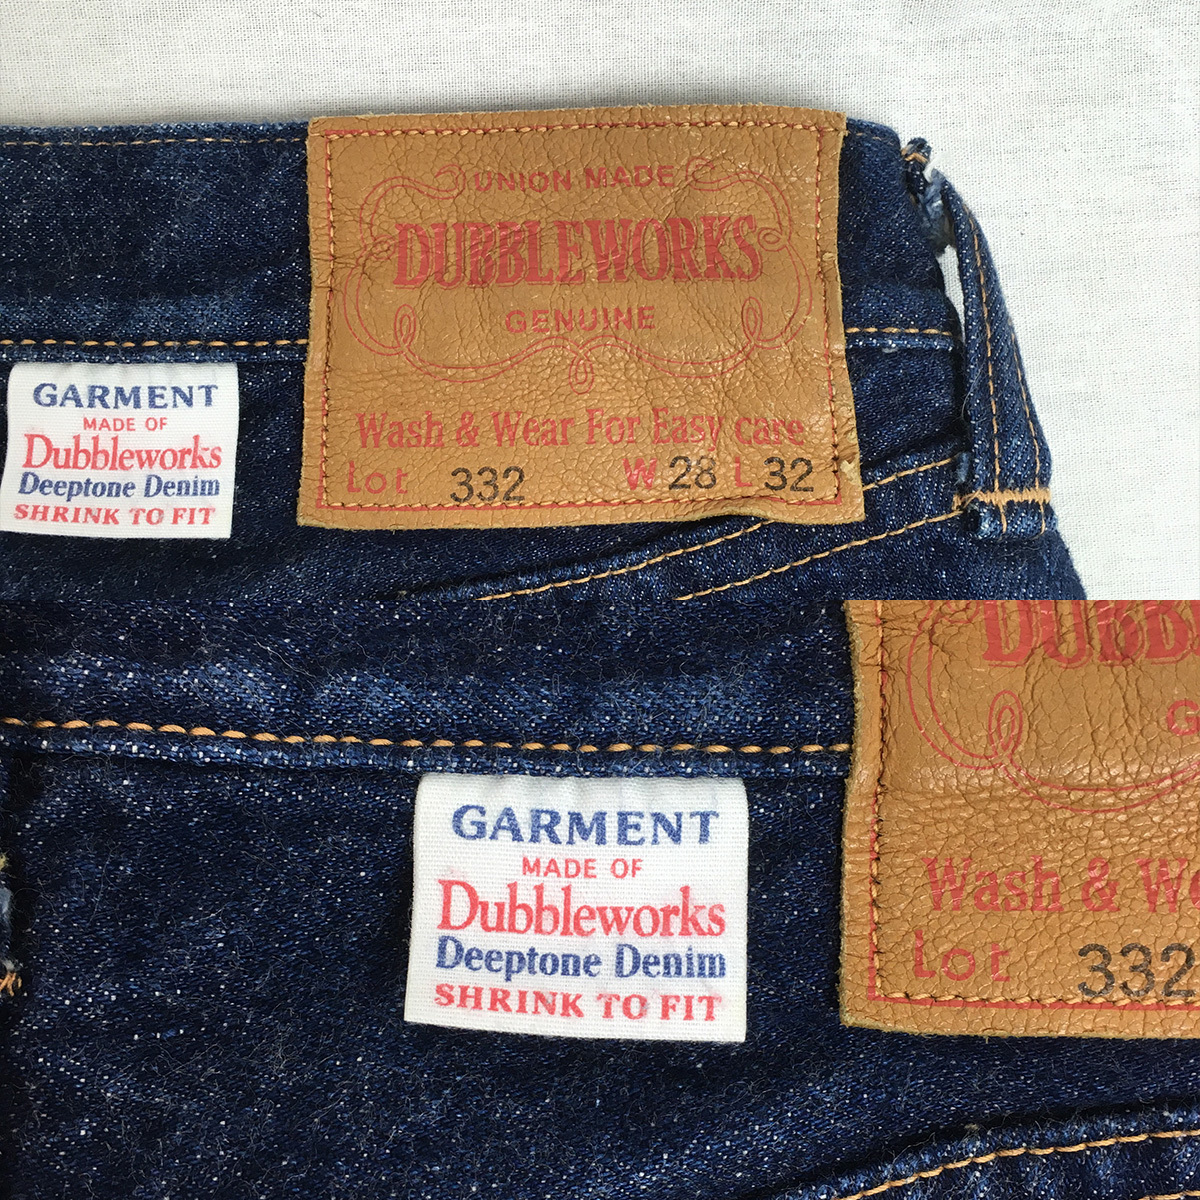 UNION MADE
DUBBLEWORKS
GENUINE
Wash & Wear For Easy care
Lot 332 W 28 L 32
GARMENT
MADE OF
Dubbleworks
Deeptone Denim
SHRINK TO FIT
DUBB
G
Wash & We
Lot 332
GARMENT
MADE OF
Dubbleworks
Deeptone Denim
SHRINK TO FIT